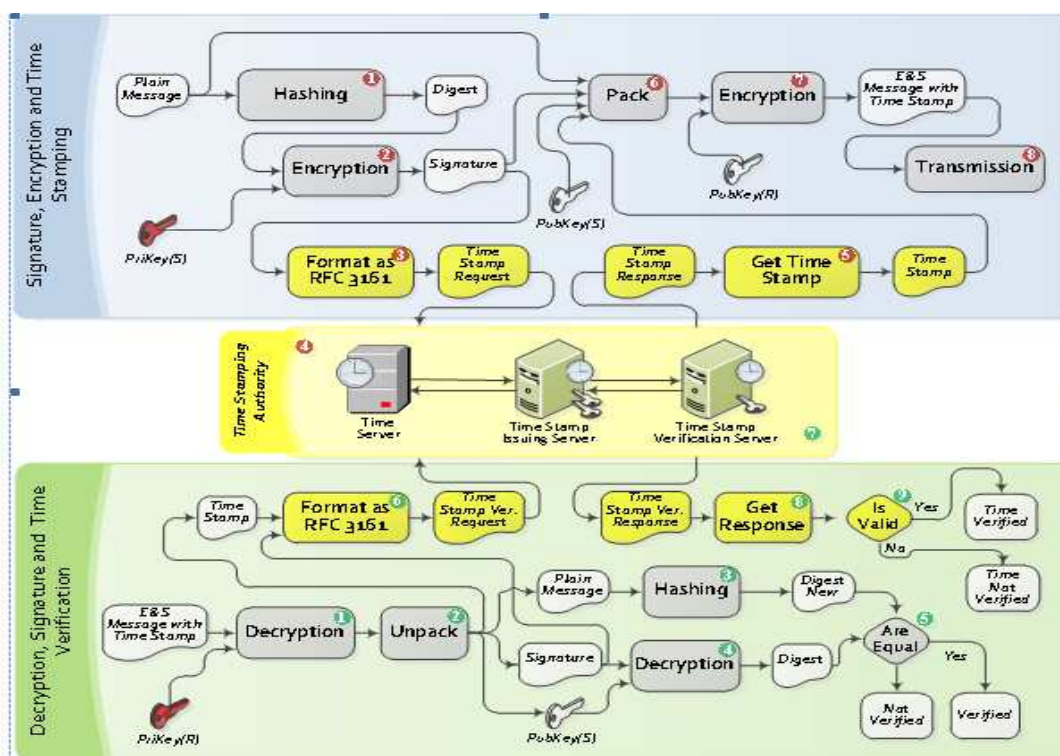 Signature, Encryption and Time
Stamping
Plain
Message
Hashing
1
Digest
Pack
6
Encryption
7
E&S
Message with
Time Stamp
Encryption
2
Signature
Transmission
8
PriKey(S)
PubKey(S)
PubKey(R)
Format as
RFC 3161
3
Time
Stamp
Request
Time
Stamp
Response
Get Time
Stamp
5
Time
Stamp
Time Stamping
Authority
4
Time
Server
Time Stamp
Issuing Server
Time Stamp
Verification Server
7
Decryption, Signature and Time
Verification
Time
Stamp
Format as
RFC 3161
6
Time
Stamp Ver.
Request
Time
Stamp Ver.
Response
Get
Response
8
Is
Valid
9
Yes
Time
Verified
No
Time
Not
Verified
Plain
Message
Hashing
3
Digest
New
E&S
Message with
Time Stamp
Decryption
1
Unpack
2
Signature
Decryption
4
Digest
Are
Equal
5
Yes
Not
Verified
Verified
PriKey(R)
PubKey(S)